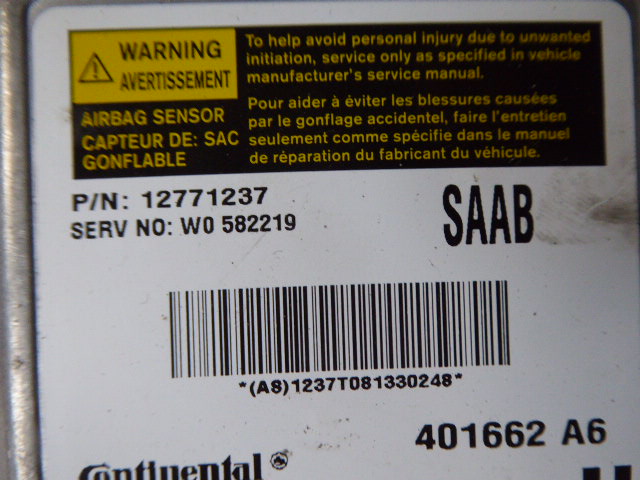 WARNING
AVERTISSEMENT
To help avoid personal injury due to unwanted
initiation, service only as specified in vehicle
manufacturer's service manual.
AIRBAG SENSOR
CAPTEUR DE: SAC
GONFLABLE
Pour aider à éviter les blessures causées
par le gonflage accidentel, faire l'entretien
seulement comme spécifie dans le manuel
de réparation du fabricant du véhicule.
P/N: 12771237
SERV NO: W0 582219
SAAB
*(A8)1237T081330248*
401662 A6
Continental